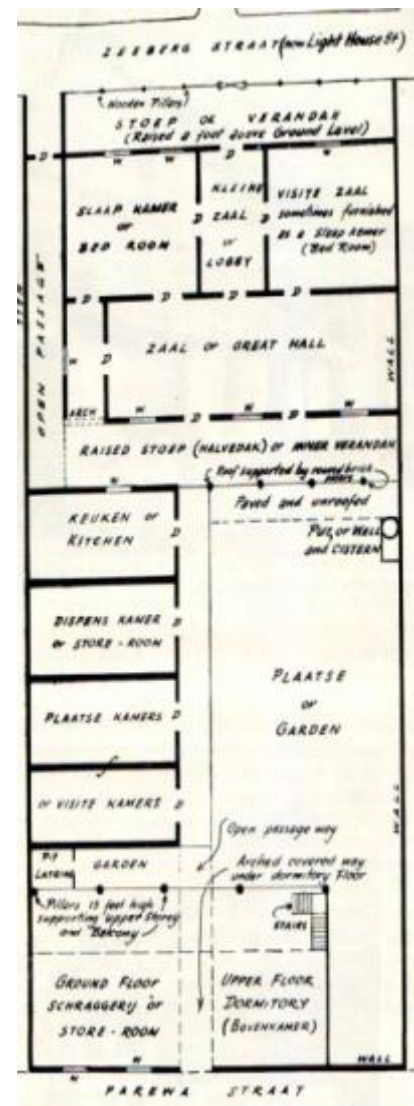 ZEEBERG STRAAT (now Light House St)
Wooden Pillars
STOEP OR VERANDAH
(Raised a foot above Ground Level)
D
W
W
D
W
SLAAP KAMER
or
BED ROOM
D
KLEINE
ZAAL
or
LOBBY
D
VISITE ZAAL
sometimes furnished
as a Sleep Kamer
(Bed Room)
D
D
D
D
OPEN PASSAGE
W
D
ZAAL or GREAT HALL
WALL
ARCH
W
D
W
D
W
RAISED STOEP (HALVEDAK) or INNER VERANDAH
Roof supported by round brick
W
Paved and unroofed
KEUKEN or
KITCHEN
D
PUT, OR WELL
AND CISTERN
DISPENS KAMER
or STORE-ROOM
D
PLAATSE KAMERS
D
PLAATSE
or
GARDEN
or VISITE KAMERS
D
WALL
Open passage way
PIT
LATRINE
GARDEN
Arched covered way
under dormitory Floor
Pillars 15 feet high
supporting Upper Storey
and Balcony
STAIRS
GROUND FLOOR
SCHRAGGERY or
STORE-ROOM
UPPER FLOOR
DORMITORY
(BOVENKAMER)
W
W
WALL
PAREWA STRAAT